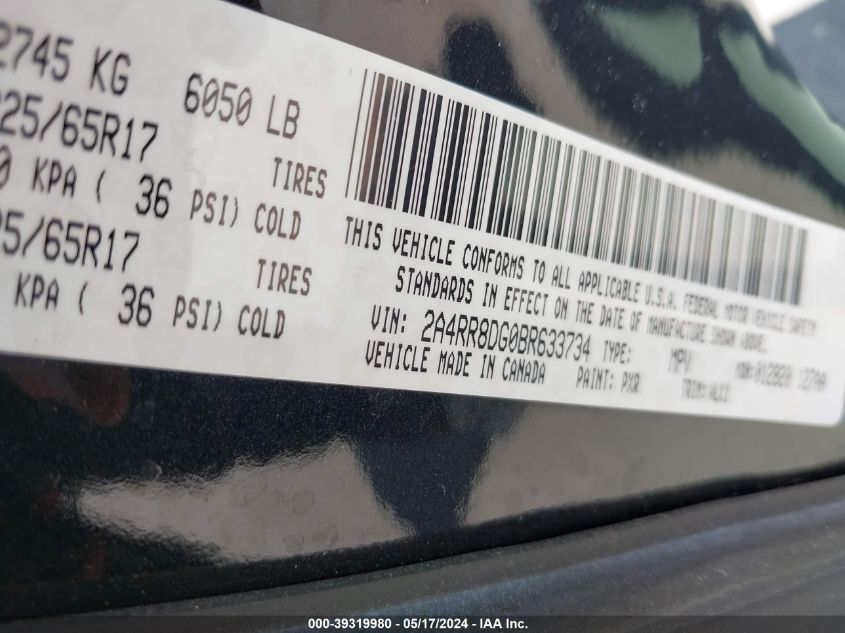 2745 KG 6050 LB
25/65R17 TIRES
0 KPA ( 36 PSI) COLD
25/65R17 TIRES
KPA ( 36 PSI) COLD
THIS VEHICLE CONFORMS TO ALL APPLICABLE U.S.A. FEDERAL MOTOR VEHICLE SAFETY
STANDARDS IN EFFECT ON THE DATE OF MANUFACTURE SHOWN ABOVE.
VIN: 2A4RR8DG0BR633734 TYPE: MPV
VEHICLE MADE IN CANADA PAINT: PXR TRIM:
000-39319980 - 05/17/2024 - IAA Inc.